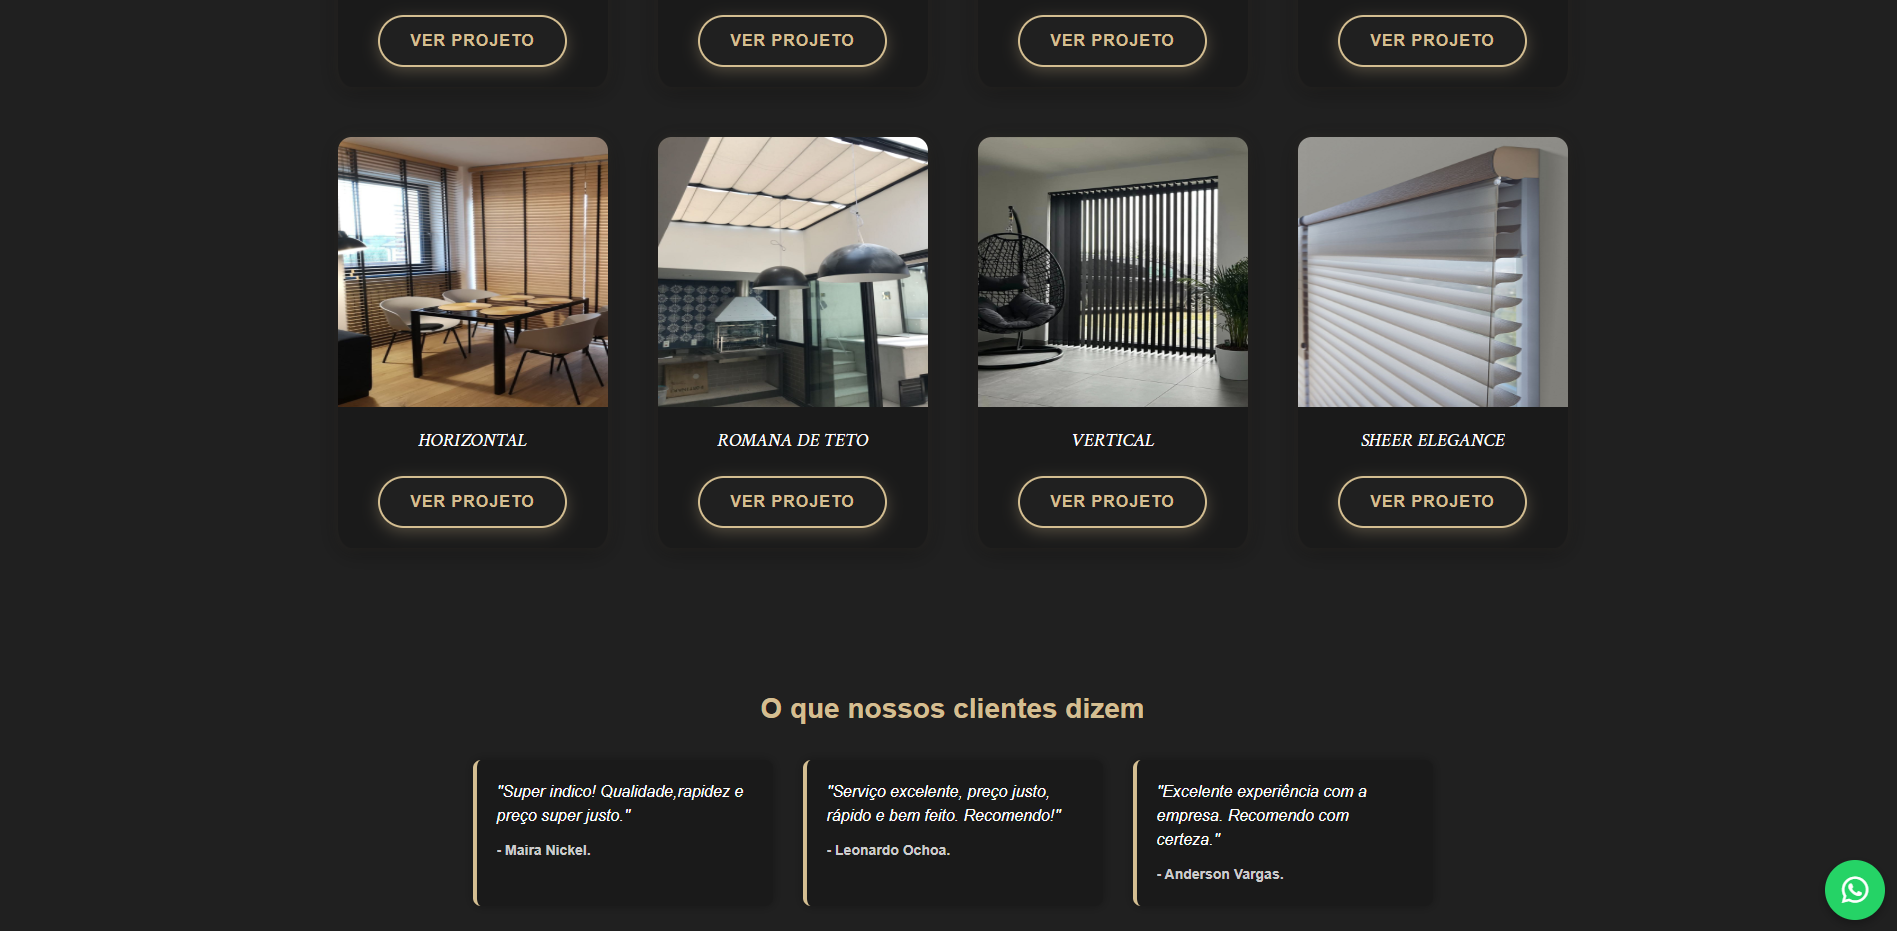 VER PROJETO VER PROJETO VER PROJETO VER PROJETO
HORIZONTAL ROMANA DE TETO VERTICAL SHEER ELEGANCE
VER PROJETO VER PROJETO VER PROJETO VER PROJETO
O que nossos clientes dizem
"Super indico! Qualidade,rapidez e
preço super justo."
- Maira Nickel.
"Serviço excelente, preço justo,
rápido e bem feito. Recomendo!"
- Leonardo Ochoa.
"Excelente experiência com a
empresa. Recomendo com
certeza."
- Anderson Vargas.